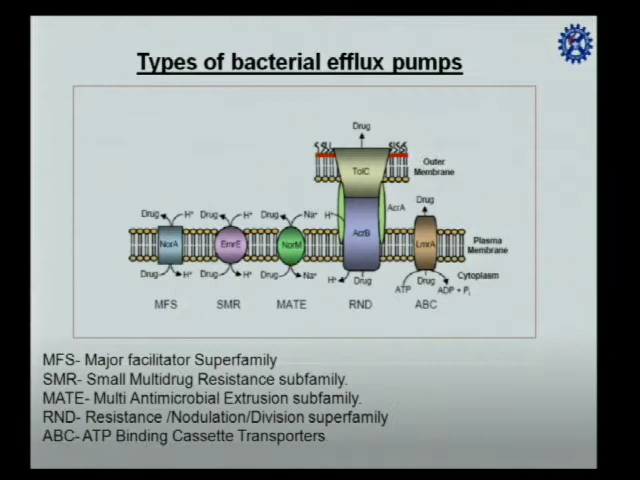 Types of bacterial efflux pumps
Drug
TolC
Outer
Membrane
AcrA
Drug
Drug H⁺ Drug H⁺ Drug Na⁺ H⁺
NorA EmrE NorM AcrB LmrA
Plasma
Membrane
Drug H⁺ Drug H⁺ Drug Na⁺ H⁺ Drug Drug
Cytoplasm
ATP ADP + Pi
MFS SMR MATE RND ABC
MFS- Major facilitator Superfamily
SMR- Small Multidrug Resistance subfamily.
MATE- Multi Antimicrobial Extrusion subfamily.
RND- Resistance /Nodulation/Division superfamily
ABC- ATP Binding Cassette Transporters